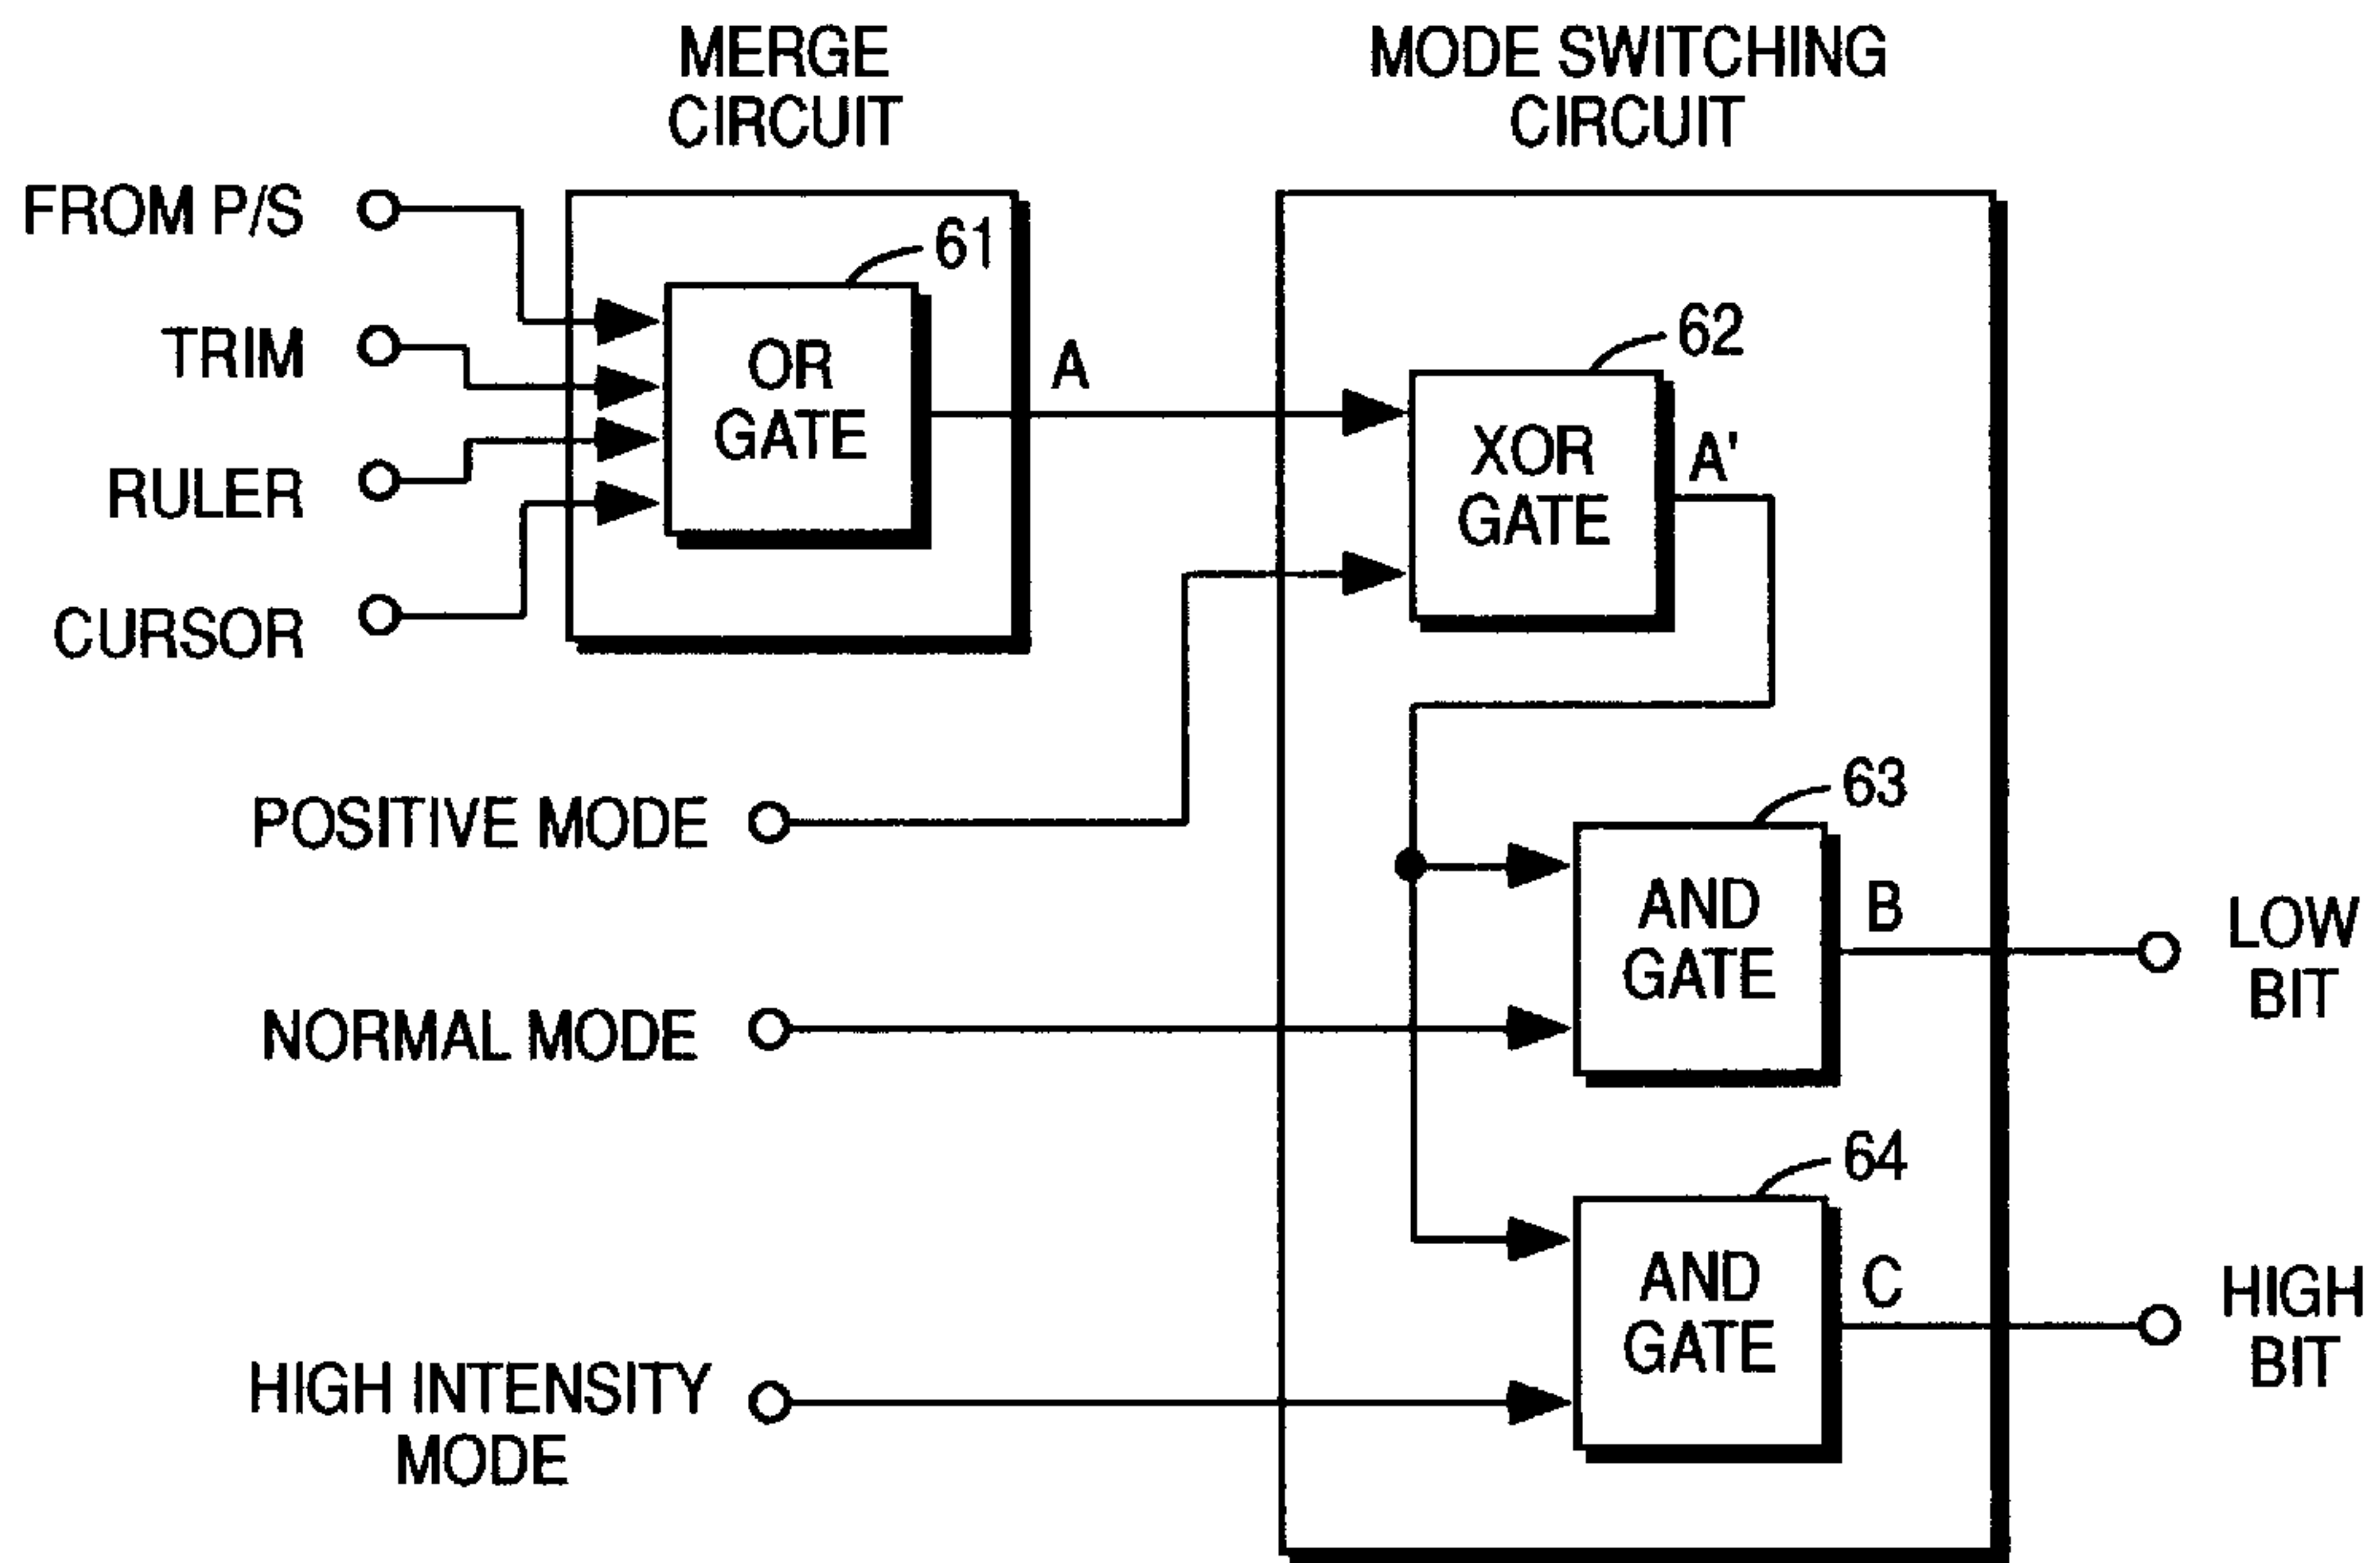 MERGE
CIRCUIT
MODE SWITCHING
CIRCUIT
FROM P/S
TRIM
RULER
CURSOR
61
OR
GATE
A
62
XOR
GATE
A'
POSITIVE MODE
NORMAL MODE
HIGH INTENSITY
MODE
63
AND
GATE
B
LOW
BIT
64
AND
GATE
C
HIGH
BIT